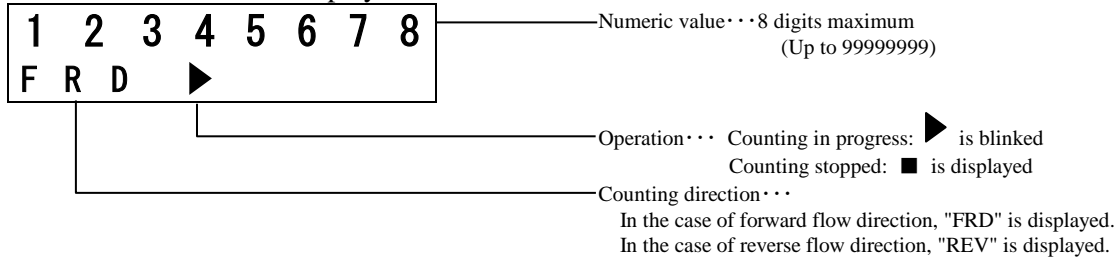 1 2 3 4 5 6 7 8
F R D ▶
Numeric value･･･8 digits maximum
(Up to 99999999)
Operation･･･ Counting in progress: ▶ is blinked
Counting stopped: ■ is displayed
Counting direction･･･
In the case of forward flow direction, "FRD" is displayed.
In the case of reverse flow direction, "REV" is displayed.